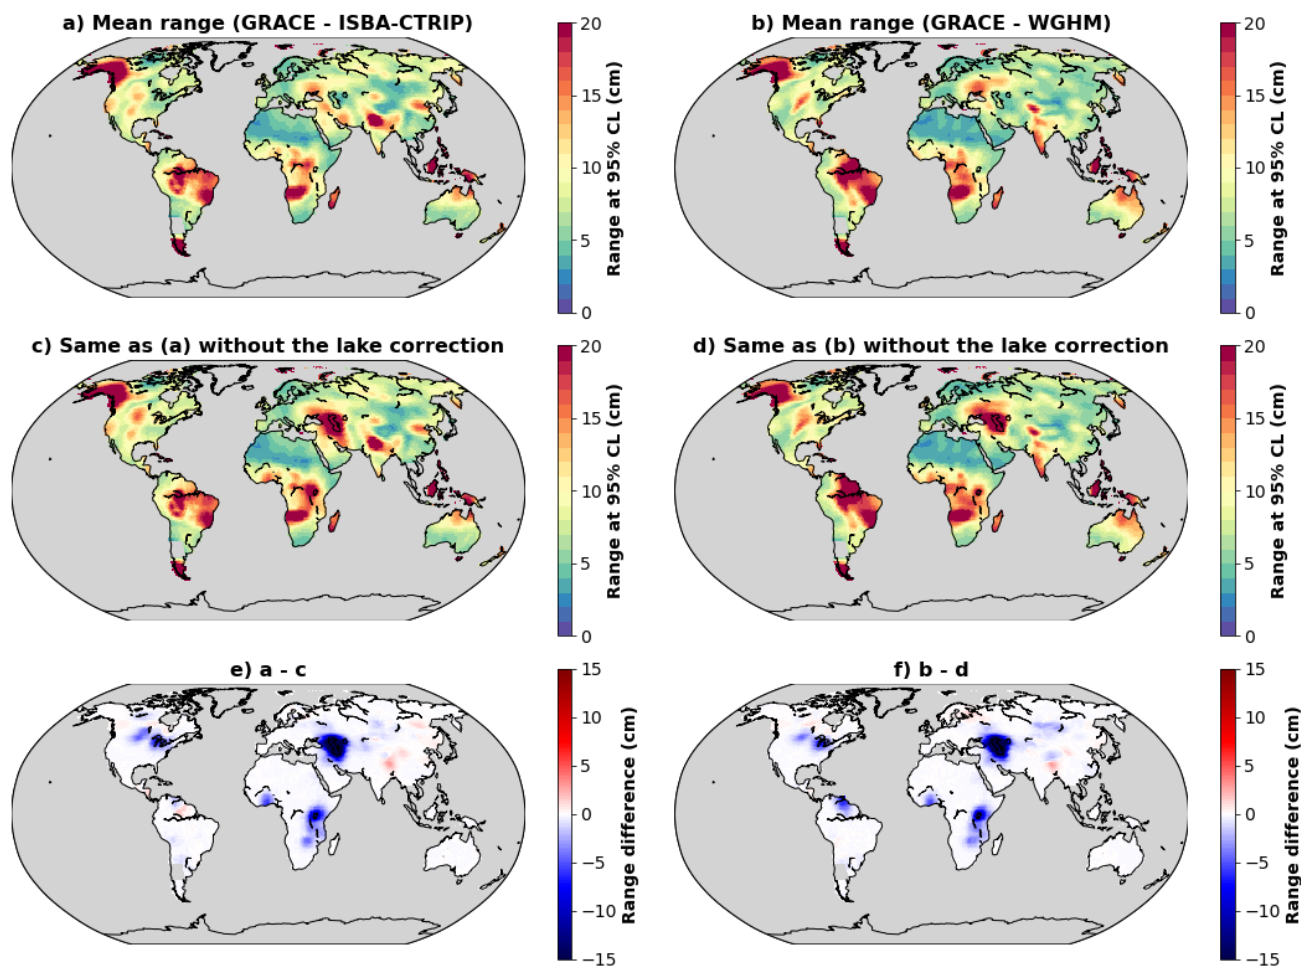 a) Mean range (GRACE - ISBA-CTRIP)
20
15
10
5
0
Range at 95% CL (cm)
b) Mean range (GRACE - WGHM)
20
15
10
5
0
Range at 95% CL (cm)
c) Same as (a) without the lake correction
20
15
10
5
0
Range at 95% CL (cm)
d) Same as (b) without the lake correction
20
15
10
5
0
Range at 95% CL (cm)
e) a - c
15
10
5
0
−5
−10
−15
Range difference (cm)
f) b - d
15
10
5
0
−5
−10
−15
Range difference (cm)